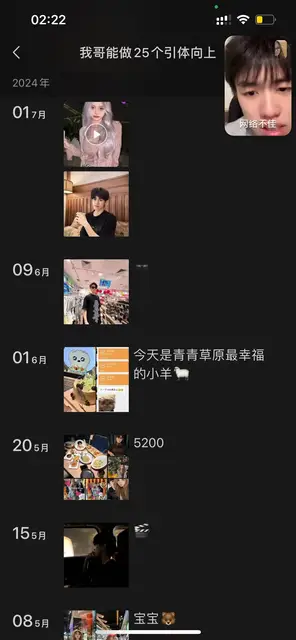 02:22
我哥能做25个引体向上
网络不佳
2024年
01 7月
09 6月
01 6月
今天是青青草原最幸福
的小羊🐑
20 5月
5200
15 5月
🎬
08 5月
宝宝🐻